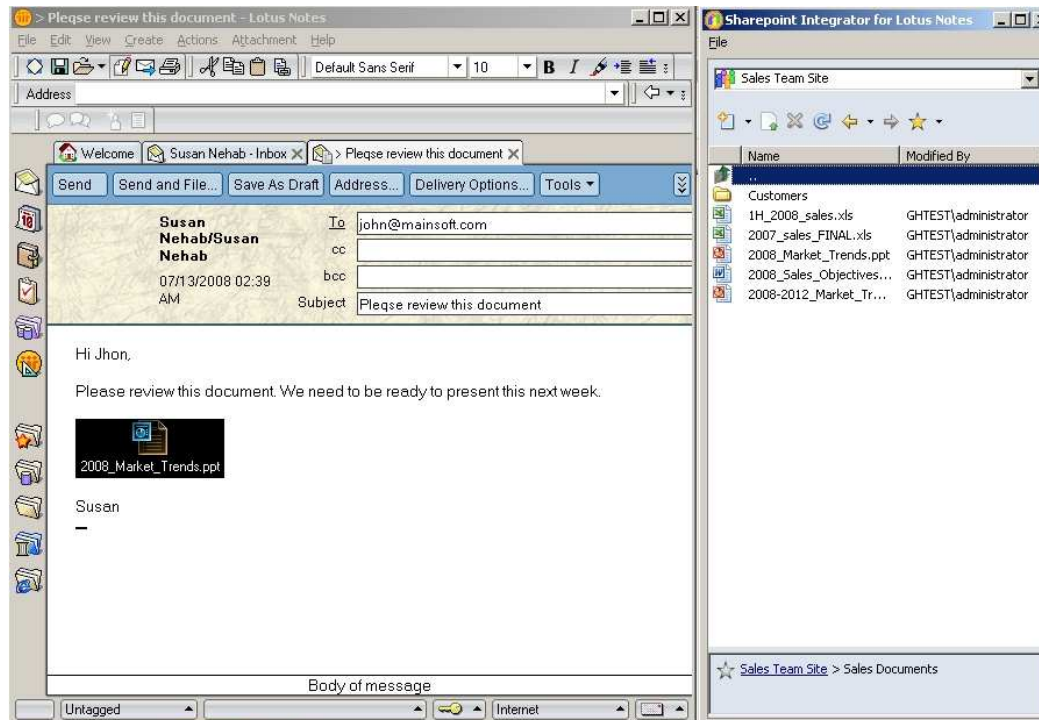 > Pleqse review this document - Lotus Notes
File Edit View Create Actions Attachment Help
Default Sans Serif 10 B I
Address
Welcome Susan Nehab - Inbox > Pleqse review this document
Send Send and File... Save As Draft Address... Delivery Options... Tools
Susan Nehab/Susan Nehab
07/13/2008 02:39 AM
To john@mainsoft.com
cc
bcc
Subject Pleqse review this document
Hi Jhon,
Please review this document. We need to be ready to present this next week.
2008_Market_Trends.ppt
Susan
Body of message
Untagged Internet
Sharepoint Integrator for Lotus Notes
File
Sales Team Site
Name Modified By
..
Customers
1H_2008_sales.xls GHTEST\administrator
2007_sales_FINAL.xls GHTEST\administrator
2008_Market_Trends.ppt GHTEST\administrator
2008_Sales_Objectives... GHTEST\administrator
2008-2012_Market_Tr... GHTEST\administrator
Sales Team Site > Sales Documents